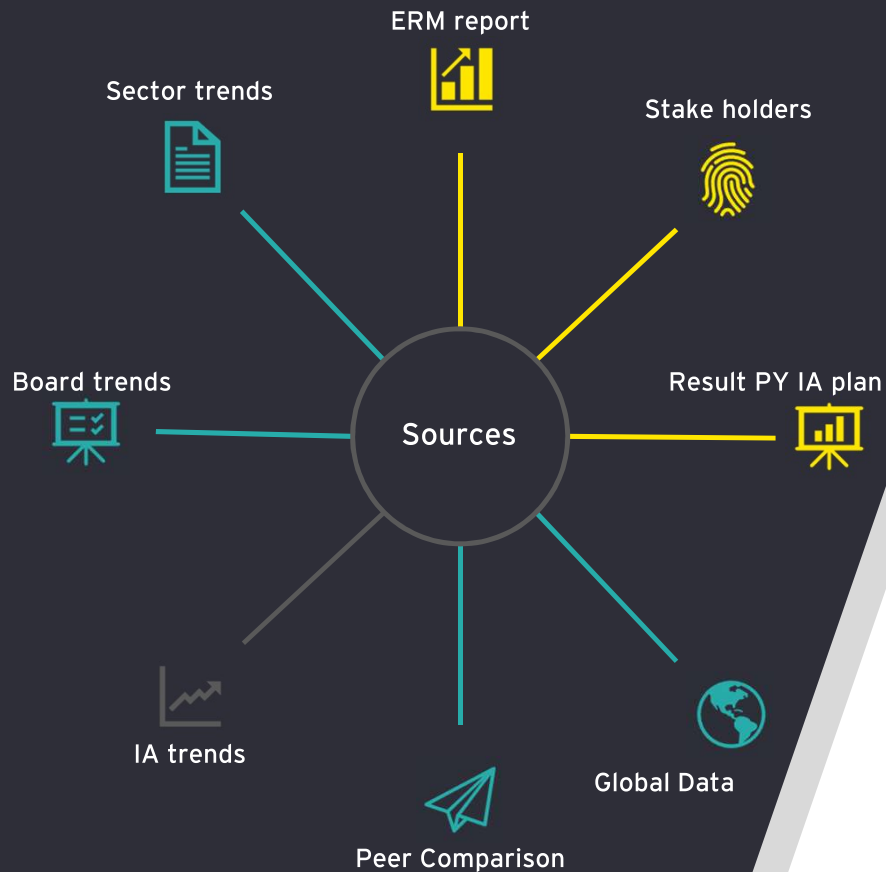 ERM report
Sector trends
Stake holders
Board trends
Result PY IA plan
Sources
IA trends
Global Data
Peer Comparison